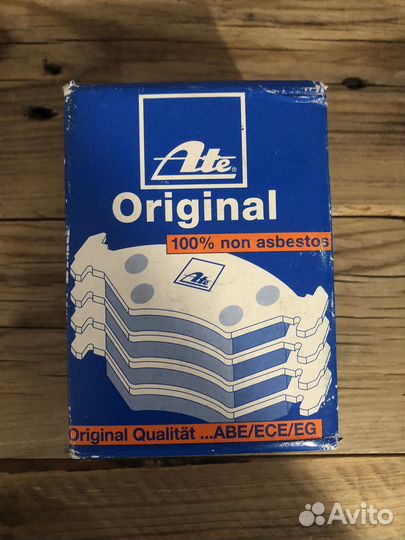 Ate®
Original
100% non asbestos
Ate
Original Qualität ...ABE/ECE/EG
Avito